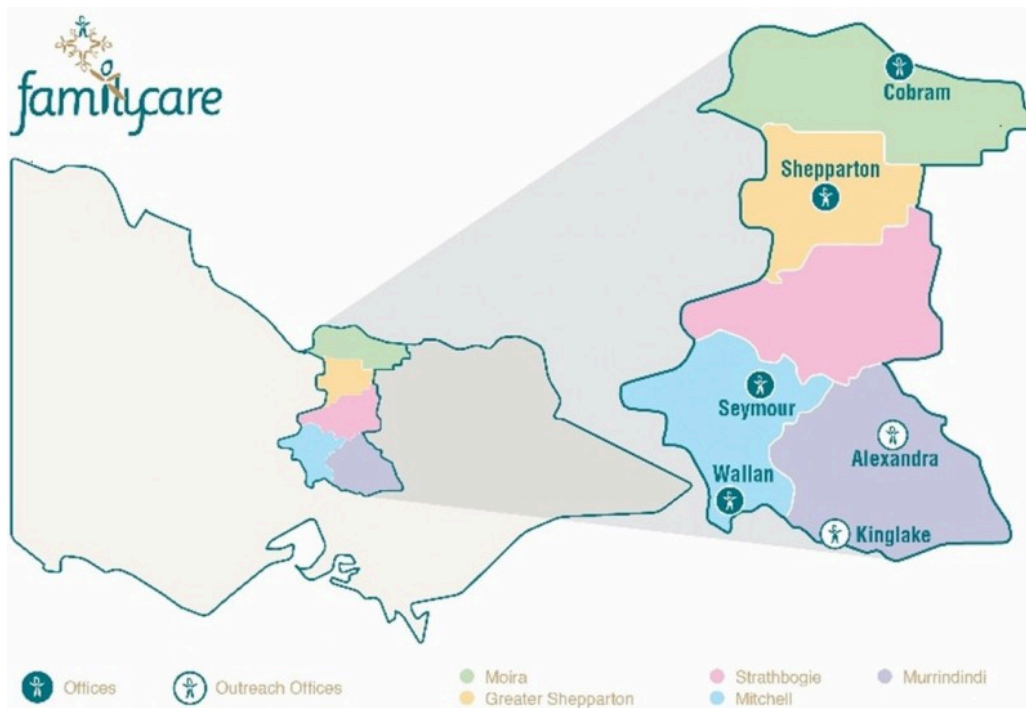 familycare
Cobram
Shepparton
Seymour
Alexandra
Wallan
Kinglake
Offices
Outreach Offices
Moira
Greater Shepparton
Strathbogie
Mitchell
Murrindindi